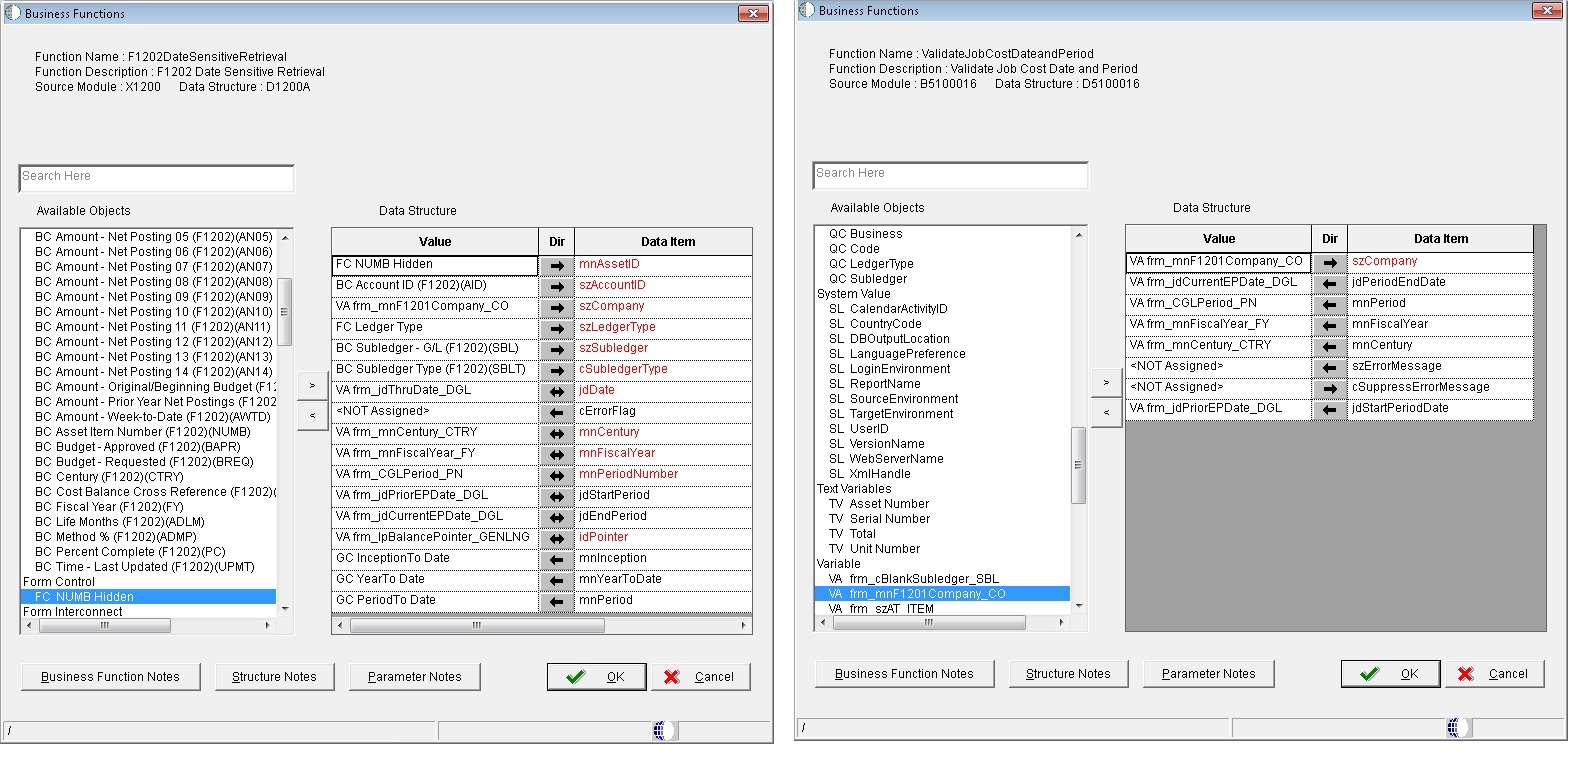 Business Functions
Function Name : F1202DateSensitiveRetrieval
Function Description : F1202 Date Sensitive Retrieval
Source Module : X1200 Data Structure : D1200A
Search Here
Available Objects
BC Amount - Net Posting 05 (F1202)(AN05)
BC Amount - Net Posting 06 (F1202)(AN06)
BC Amount - Net Posting 07 (F1202)(AN07)
BC Amount - Net Posting 08 (F1202)(AN08)
BC Amount - Net Posting 09 (F1202)(AN09)
BC Amount - Net Posting 10 (F1202)(AN10)
BC Amount - Net Posting 11 (F1202)(AN11)
BC Amount - Net Posting 12 (F1202)(AN12)
BC Amount - Net Posting 13 (F1202)(AN13)
BC Amount - Net Posting 14 (F1202)(AN14)
BC Amount - Original/Beginning Budget (F1:
BC Amount - Prior Year Net Postings (F1202
BC Amount - Week-to-Date (F1202)(AWTD)
BC Asset Item Number (F1202)(NUMB)
BC Budget - Approved (F1202)(BAPR)
BC Budget - Requested (F1202)(BREQ)
BC Century (F1202)(CTRY)
BC Cost Balance Cross Reference (F1202)(
BC Fiscal Year (F1202)(FY)
BC Life Months (F1202)(ADLM)
BC Method % (F1202)(ADMP)
BC Percent Complete (F1202)(PC)
BC Time - Last Updated (F1202)(UPMT)
Form Control
FC NUMB Hidden
Form Interconnect
>
<
Data Structure
Value Dir Data Item
FC NUMB Hidden mnAssetID
BC Account ID (F1202)(AID) szAccountID
VA frm_mnF1201Company_CO szCompany
FC Ledger Type szLedgerType
BC Subledger - G/L (F1202)(SBL) szSubledger
BC Subledger Type (F1202)(SBLT) cSubledgerType
VA frm_jdThruDate_DGL jdDate
<NOT Assigned> cErrorFlag
VA frm_mnCentury_CTRY mnCentury
VA frm_mnFiscalYear_FY mnFiscalYear
VA frm_CGLPeriod_PN mnPeriodNumber
VA frm_jdPriorEPDate_DGL jdStartPeriod
VA frm_jdCurrentEPDate_DGL jdEndPeriod
VA frm_IpBalancePointer_GENLNG idPointer
GC InceptionTo Date mnInception
GC YearTo Date mnYearToDate
GC PeriodTo Date mnPeriod
Business Function Notes Structure Notes Parameter Notes OK Cancel
/
Business Functions
Function Name : ValidateJobCostDateandPeriod
Function Description : Validate Job Cost Date and Period
Source Module : B5100016 Data Structure : D5100016
Search Here
Available Objects
QC Business
QC Code
QC LedgerType
QC Subledger
System Value
SL CalendarActivityID
SL CountryCode
SL DBOutputLocation
SL LanguagePreference
SL LoginEnvironment
SL ReportName
SL SourceEnvironment
SL TargetEnvironment
SL UserID
SL VersionName
SL WebServerName
SL XmlHandle
Text Variables
TV Asset Number
TV Serial Number
TV Total
TV Unit Number
Variable
VA frm_cBlankSubledger_SBL
VA frm_mnF1201Company_CO
VA frm_szAT_ITEM
>
<
Data Structure
Value Dir Data Item
VA frm_mnF1201Company_CO szCompany
VA frm_jdCurrentEPDate_DGL jdPeriodEndDate
VA frm_CGLPeriod_PN mnPeriod
VA frm_mnFiscalYear_FY mnFiscalYear
VA frm_mnCentury_CTRY mnCentury
<NOT Assigned> szErrorMessage
<NOT Assigned> cSuppressErrorMessage
VA frm_jdPriorEPDate_DGL jdStartPeriodDate
Business Function Notes Structure Notes Parameter Notes OK Cancel
/